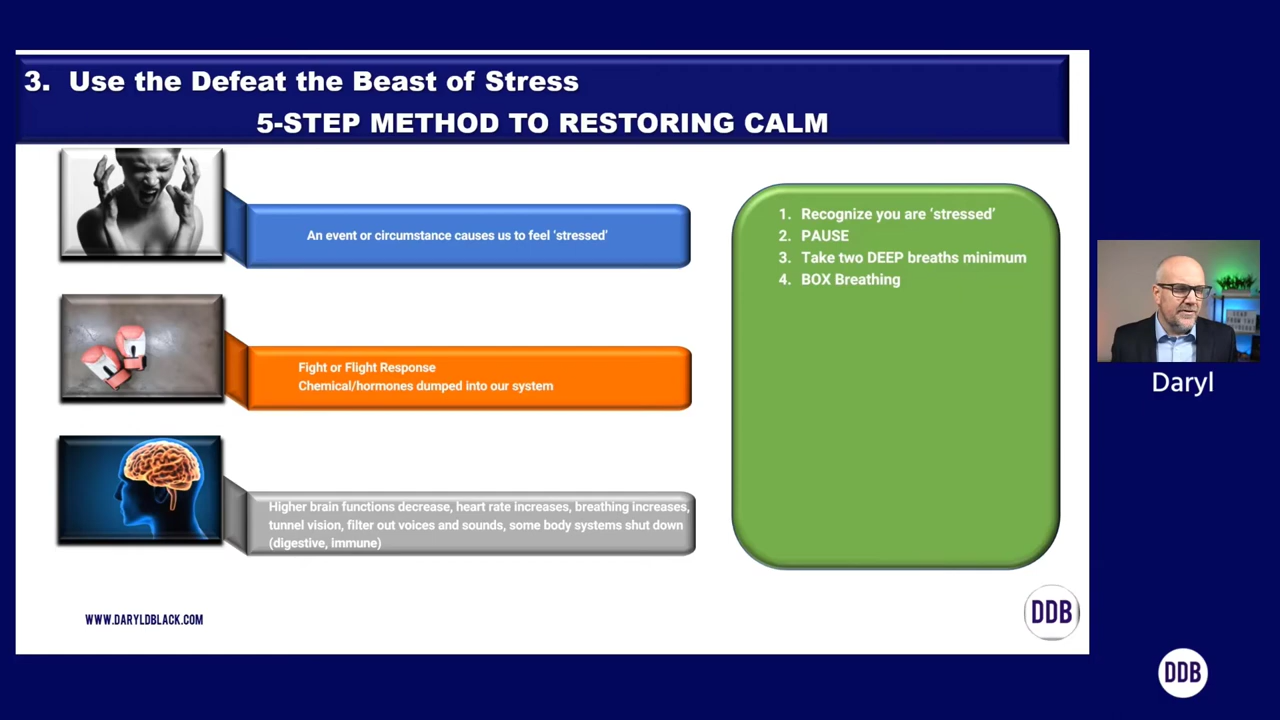 3. Use the Defeat the Beast of Stress
5-STEP METHOD TO RESTORING CALM
An event or circumstance causes us to feel ‘stressed’
Fight or Flight Response
Chemical/hormones dumped into our system
Higher brain functions decrease, heart rate increases, breathing increases,
tunnel vision, filter out voices and sounds, some body systems shut down
(digestive, immune)
1. Recognize you are ‘stressed’
2. PAUSE
3. Take two DEEP breaths minimum
4. BOX Breathing
Daryl
WWW.DARYLDBLACK.COM
DDB
DDB